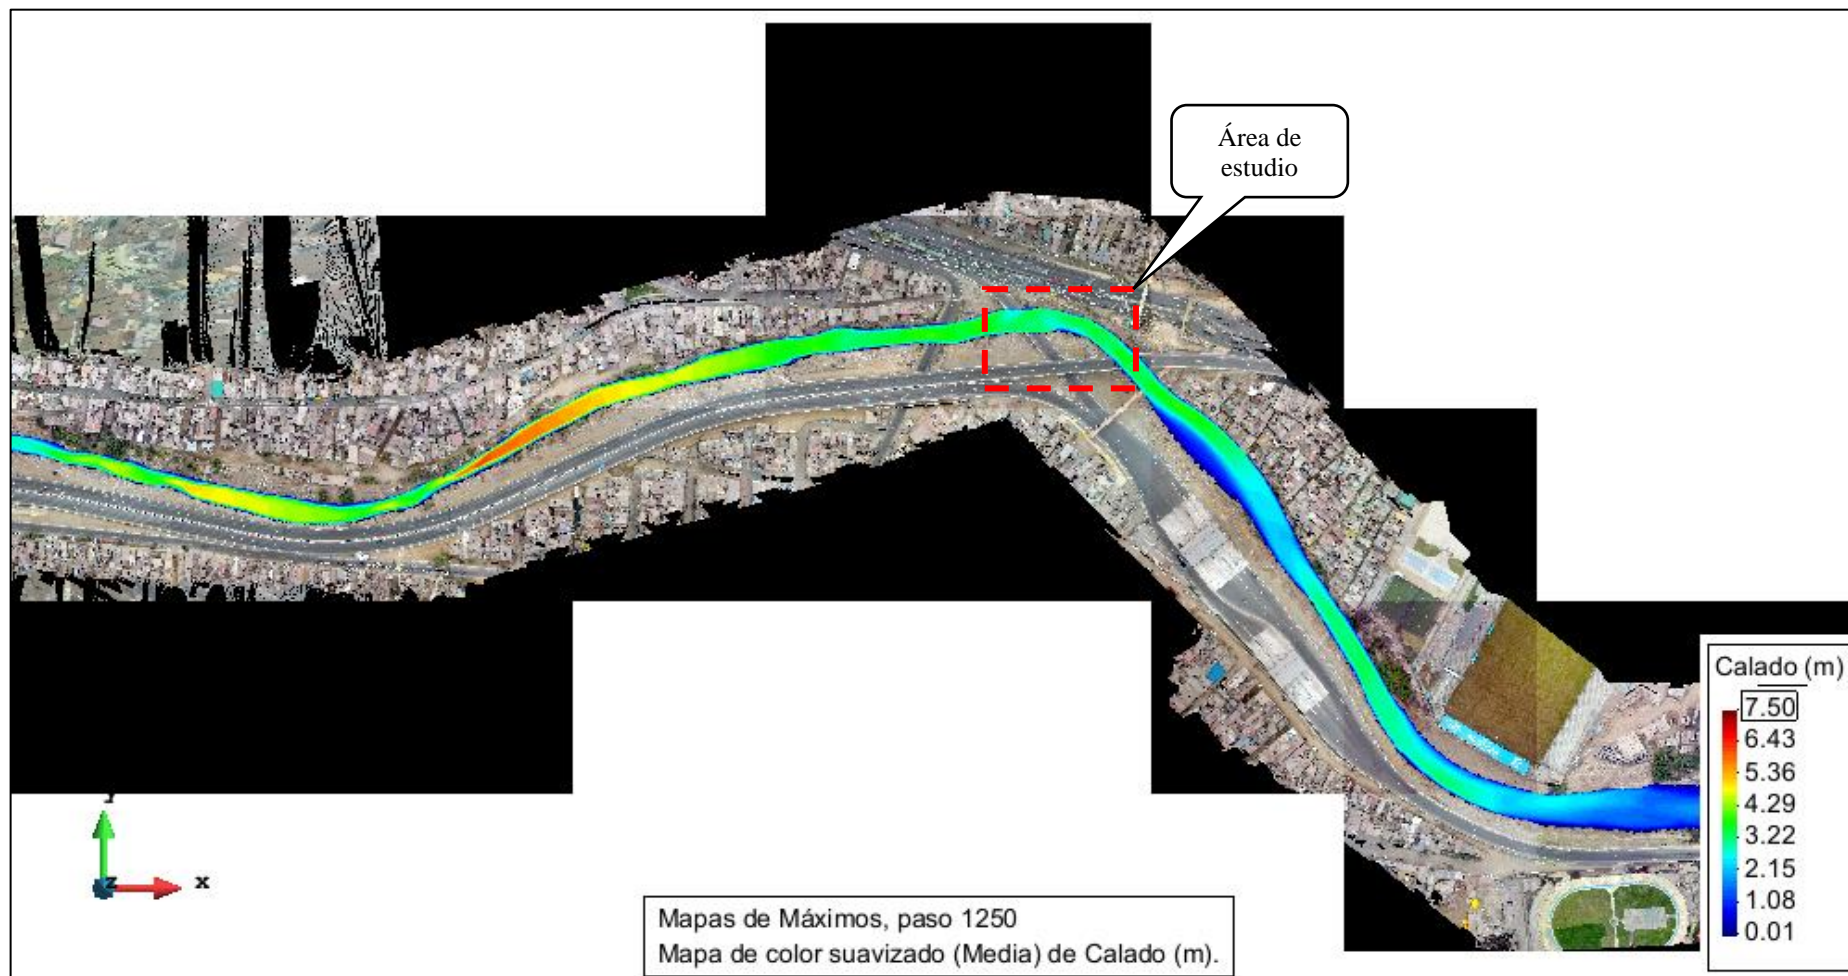 Área de
estudio
Calado (m)
7.50
6.43
5.36
4.29
3.22
2.15
1.08
0.01
Y
Z
x
Mapas de Máximos, paso 1250
Mapa de color suavizado (Media) de Calado (m).